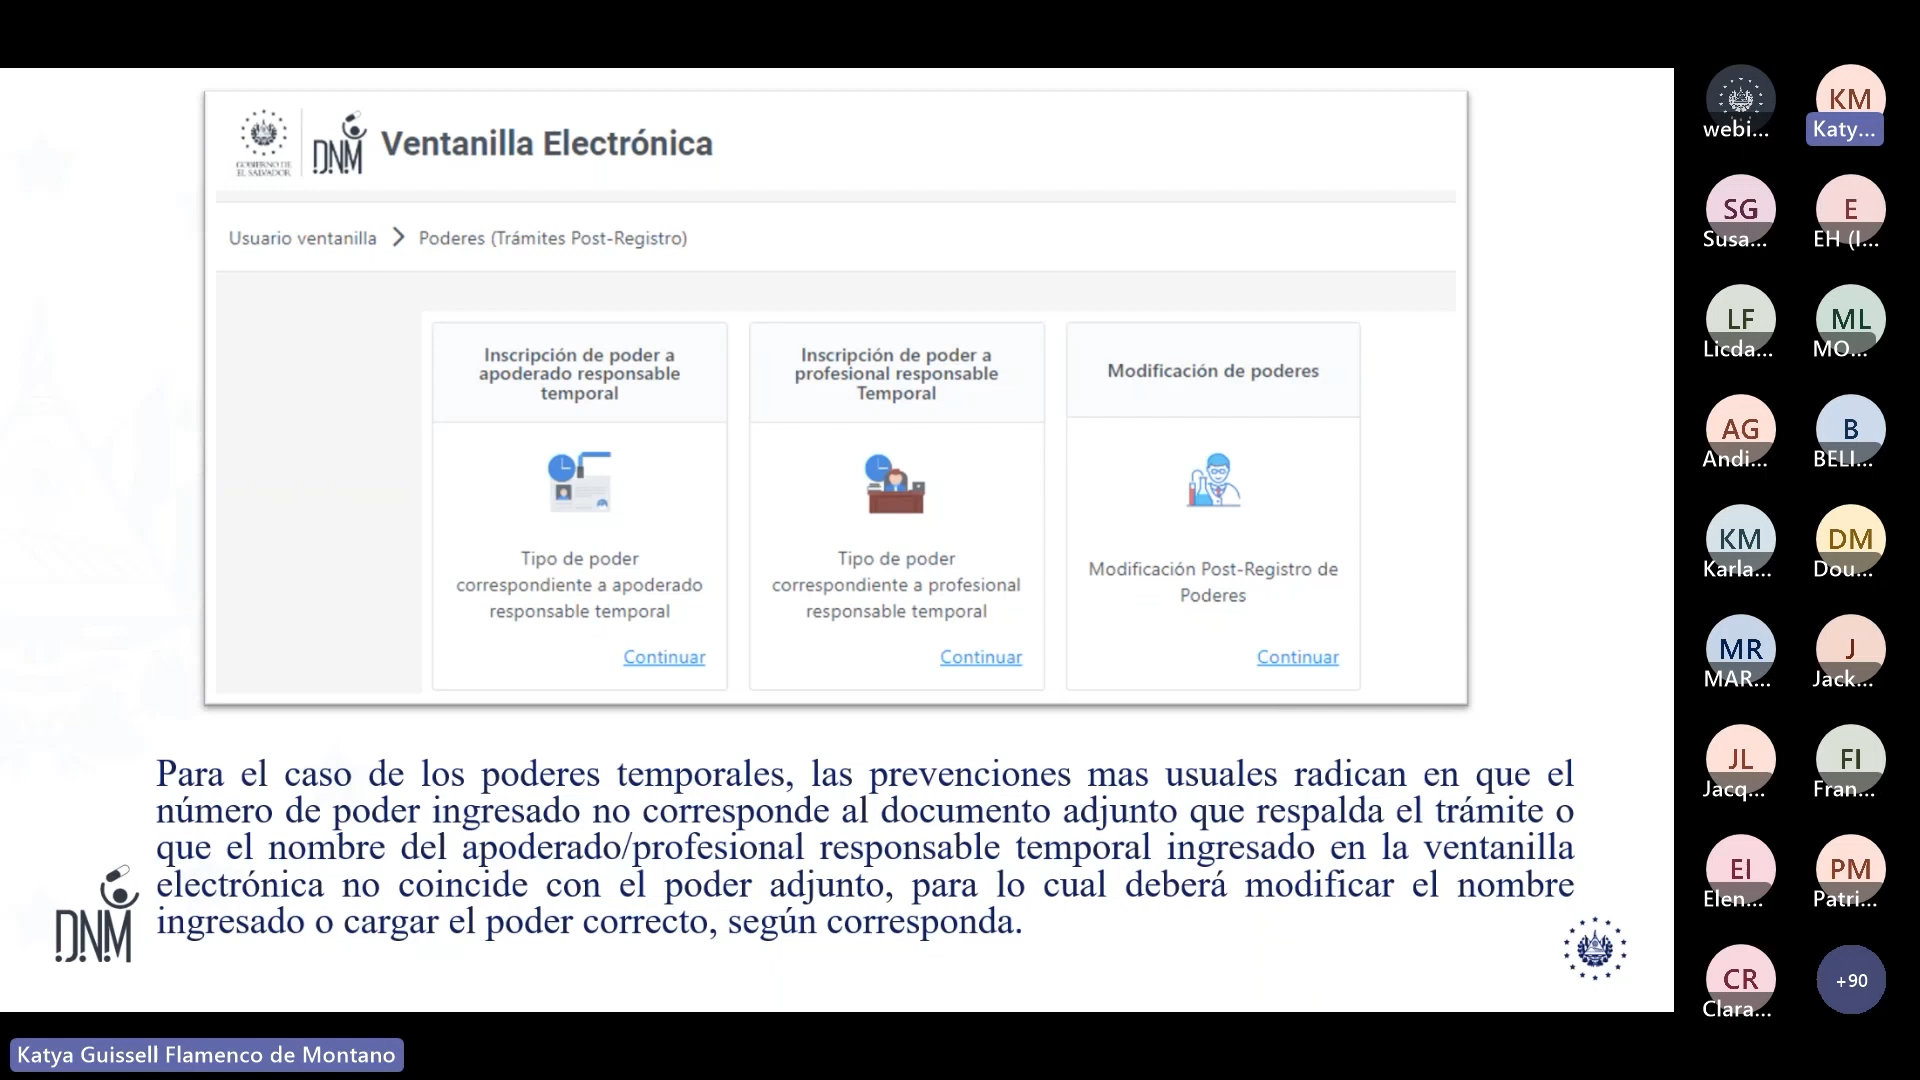 GOBIERNO DE
EL SALVADOR
DNM
Ventanilla Electrónica
Usuario ventanilla
Poderes (Trámites Post-Registro)
Inscripción de poder a
apoderado responsable
temporal
Tipo de poder
correspondiente a apoderado
responsable temporal
Continuar
Inscripción de poder a
profesional responsable
Temporal
Tipo de poder
correspondiente a profesional
responsable temporal
Continuar
Modificación de poderes
Modificación Post-Registro de
Poderes
Continuar
Para el caso de los poderes temporales, las prevenciones mas usuales radican en que el
número de poder ingresado no corresponde al documento adjunto que respalda el trámite o
que el nombre del apoderado/profesional responsable temporal ingresado en la ventanilla
electrónica no coincide con el poder adjunto, para lo cual deberá modificar el nombre
ingresado o cargar el poder correcto, según corresponda.
DNM
webi...
KM
Katy...
SG
Susa...
E
EH (I...
LF
Licda...
ML
MO...
AG
Andi...
B
BELI...
KM
Karla...
DM
Dou...
MR
MAR...
J
Jack...
JL
Jacq...
FI
Fran...
EI
Elen...
PM
Patri...
CR
Clara...
+90
Katya Guissell Flamenco de Montano